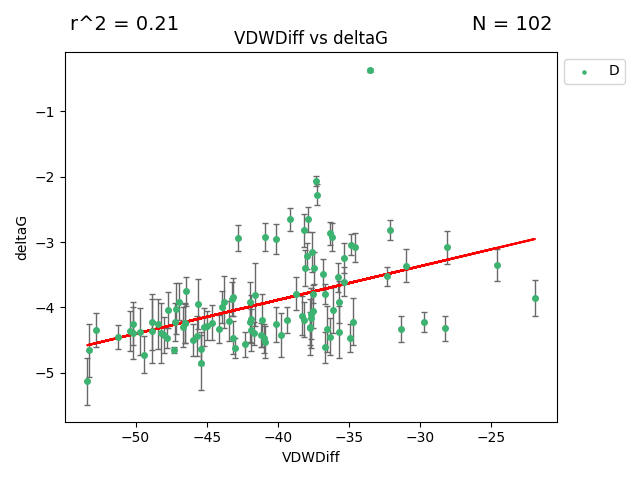 r^2 = 0.21
N = 102
VDWDiff vs deltaG
D
deltaG
−1
−2
−3
−4
−5
−50 −45 −40 −35 −30 −25
VDWDiff